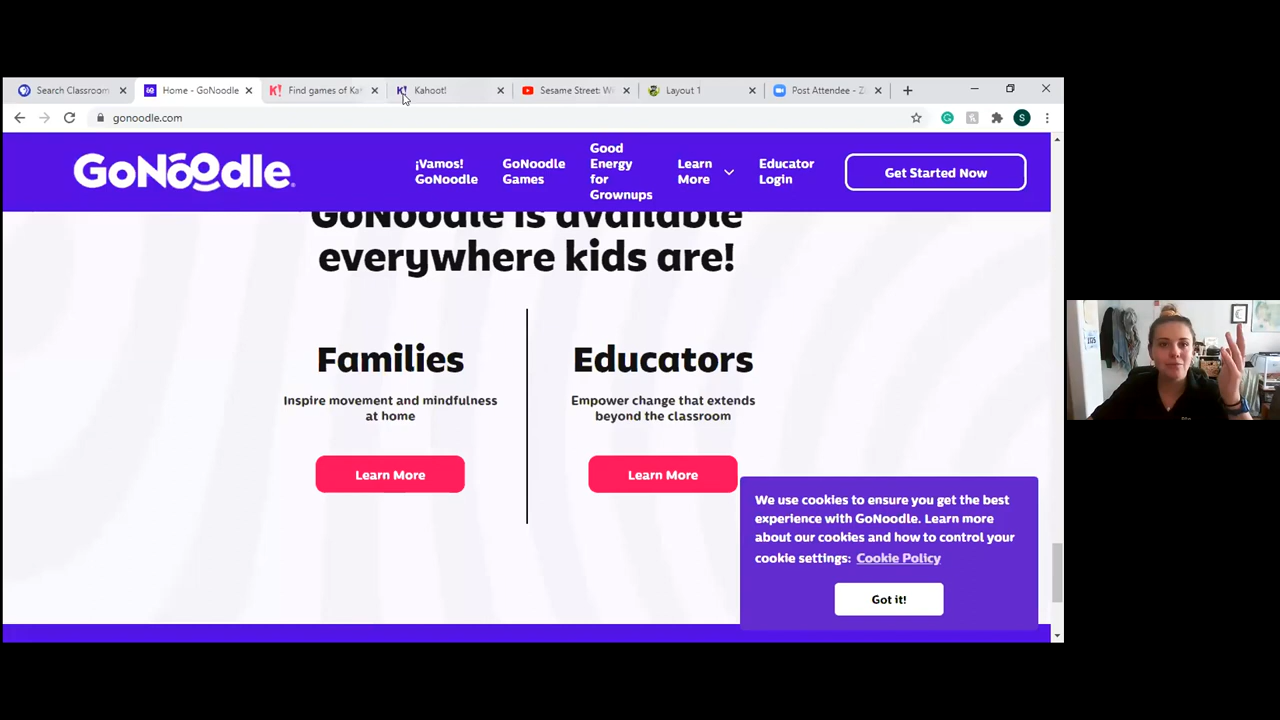 Search Classroom
Home - GoNoodle
Find games of Kah
Kahoot!
Sesame Street: Wi
Layout 1
Post Attendee - Z
gonoodle.com
S
GoNoodle
¡Vamos!
GoNoodle
GoNoodle
Games
Good
Energy
for
Grownups
Learn
More
Educator
Login
Get Started Now
GoNoodle is available
everywhere kids are!
Families
Inspire movement and mindfulness
at home
Learn More
Educators
Empower change that extends
beyond the classroom
Learn More
We use cookies to ensure you get the best
experience with GoNoodle. Learn more
about our cookies and how to control your
cookie settings: Cookie Policy
Got it!